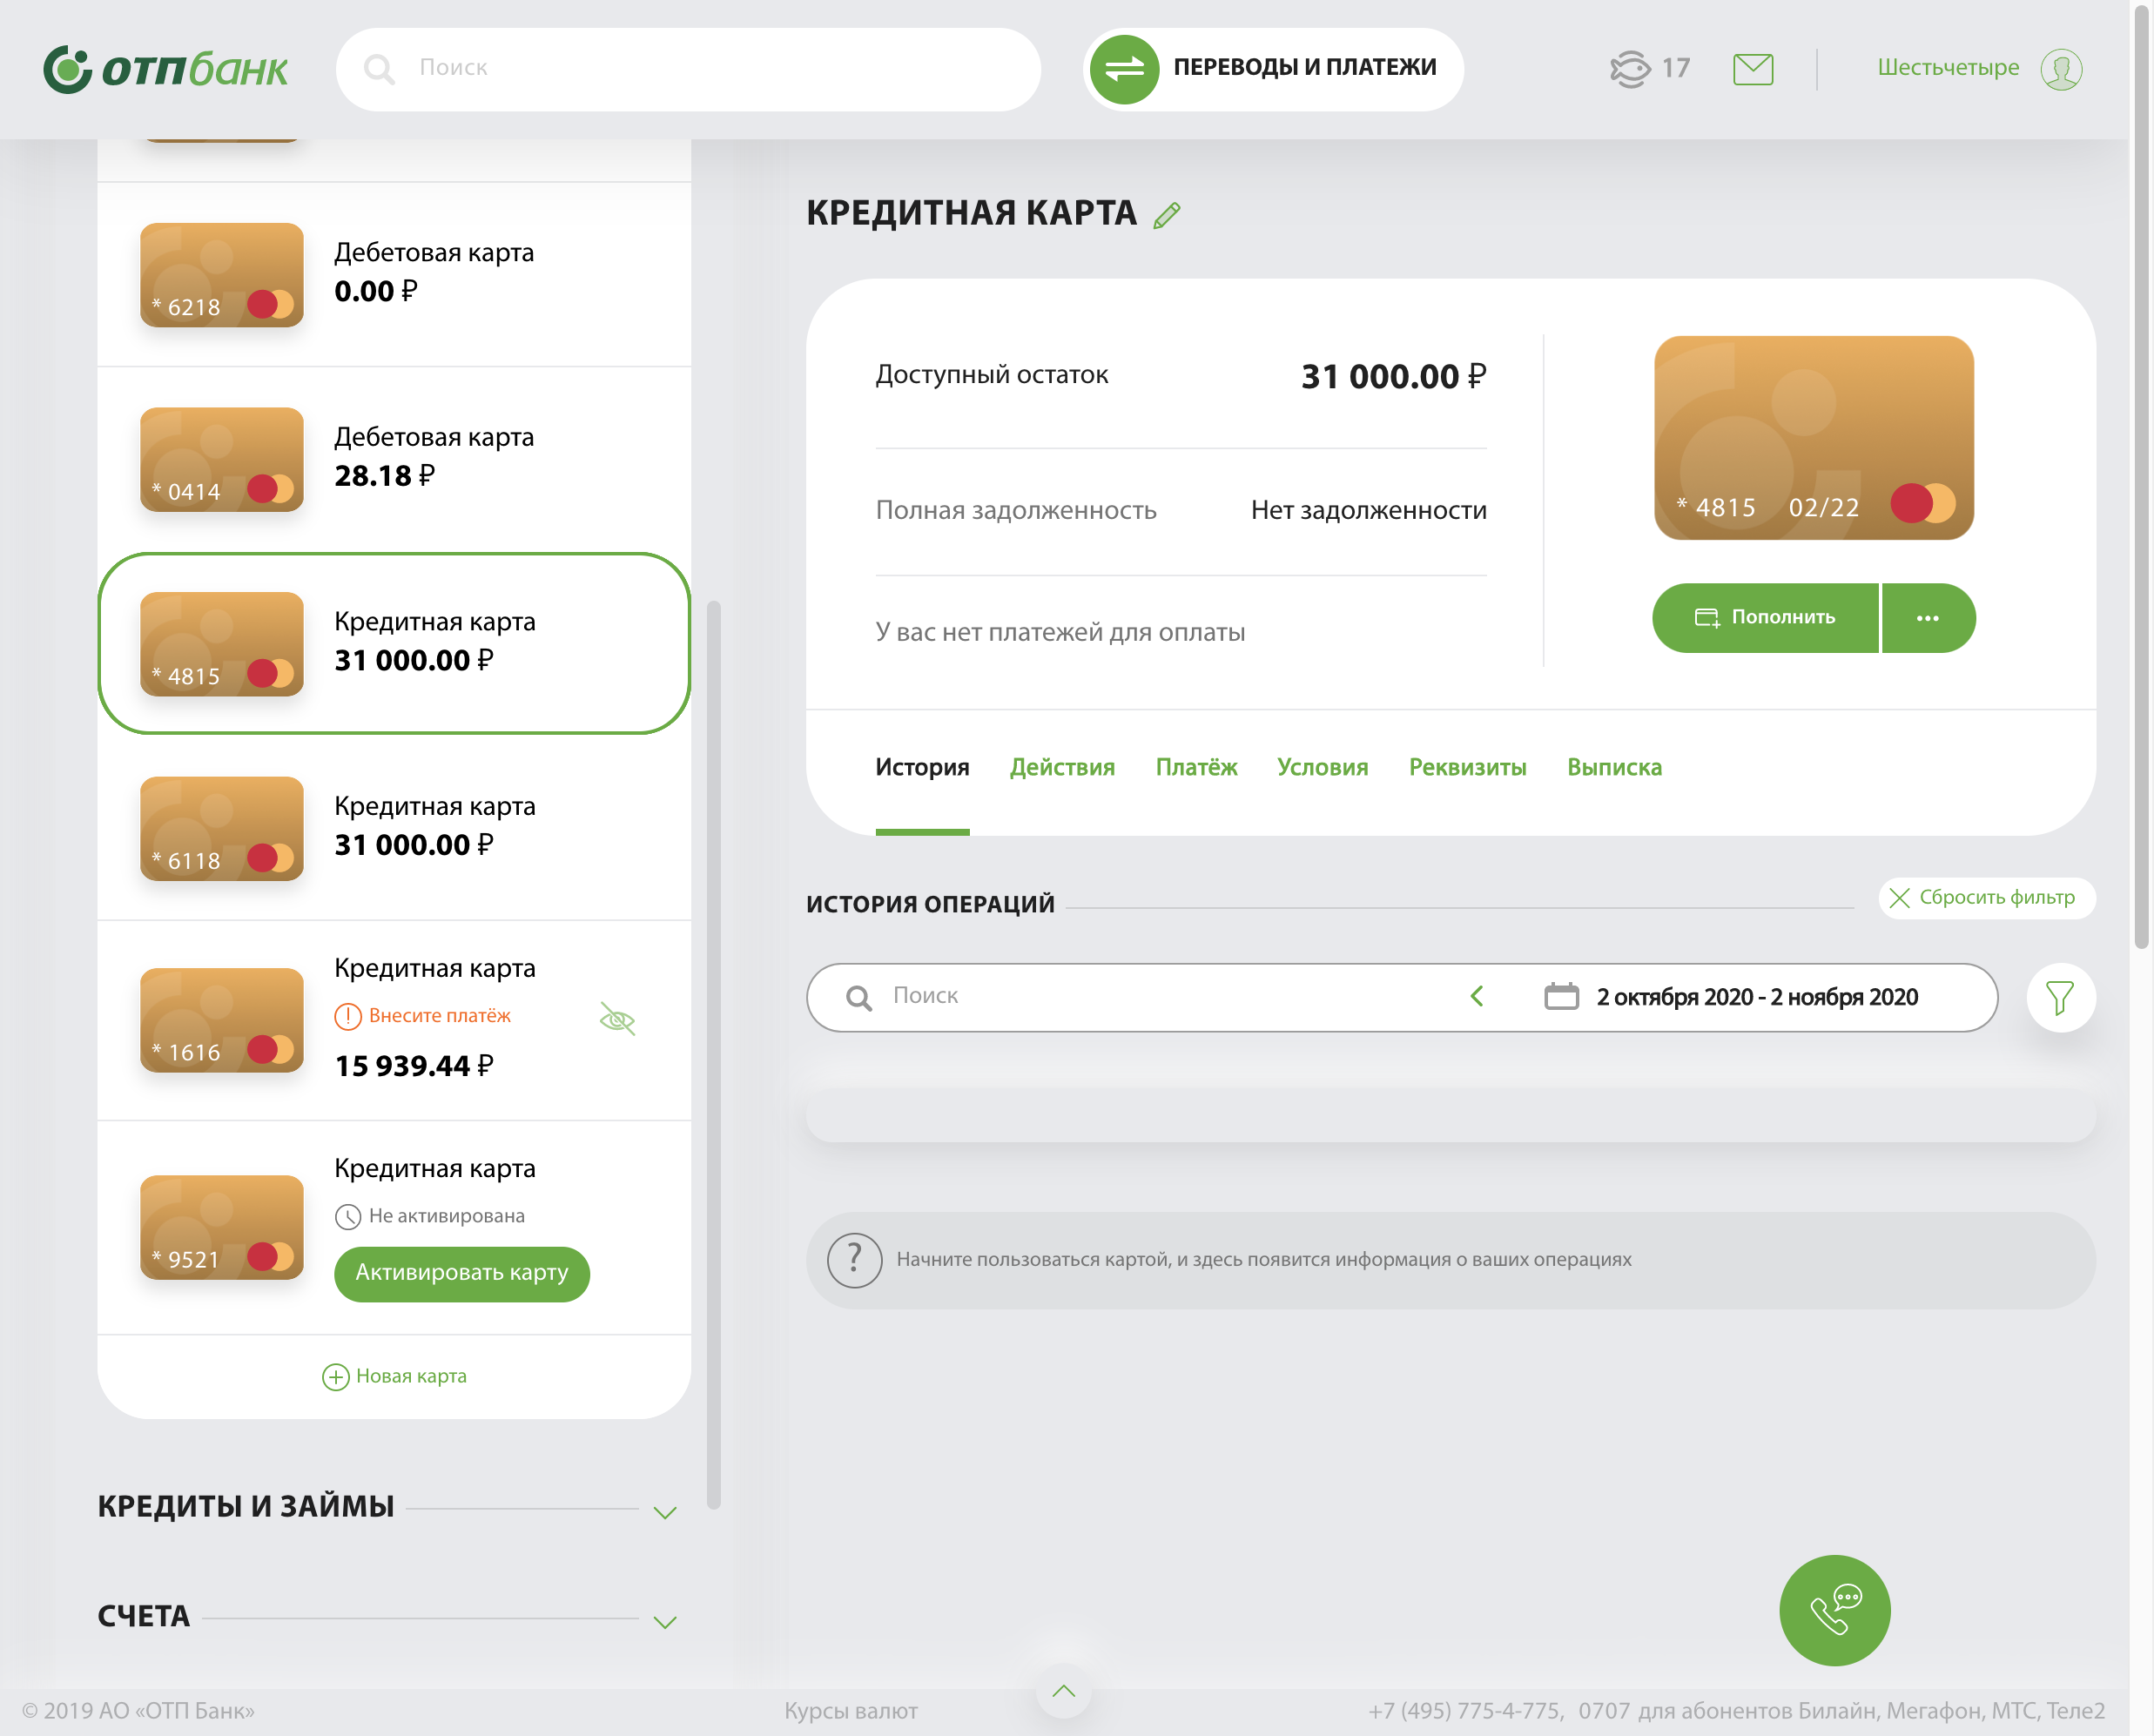 отпбанк
Поиск
ПЕРЕВОДЫ И ПЛАТЕЖИ
17
Шестьчетыре
Дебетовая карта
0.00 ₽
* 6218
Дебетовая карта
28.18 ₽
* 0414
Кредитная карта
31 000.00 ₽
* 4815
Кредитная карта
31 000.00 ₽
* 6118
Кредитная карта
Внесите платёж
15 939.44 ₽
* 1616
Кредитная карта
Не активирована
* 9521
Активировать карту
Новая карта
КРЕДИТЫ И ЗАЙМЫ
СЧЕТА
КРЕДИТНАЯ КАРТА
Доступный остаток 31 000.00 ₽
Полная задолженность Нет задолженности
У вас нет платежей для оплаты
* 4815 02/22
Пополнить
История Действия Платёж Условия Реквизиты Выписка
ИСТОРИЯ ОПЕРАЦИЙ
Сбросить фильтр
Поиск
2 октября 2020 - 2 ноября 2020
? Начните пользоваться картой, и здесь появится информация о ваших операциях
© 2019 АО «ОТП Банк» Курсы валют +7 (495) 775-4-775, 0707 для абонентов Билайн, Мегафон, МТС, Теле2